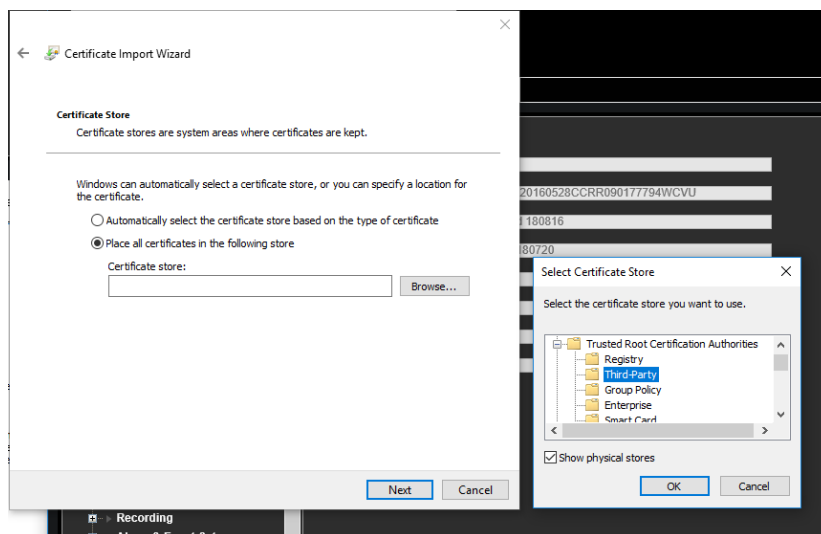 Certificate Import Wizard
Certificate Store
Certificate stores are system areas where certificates are kept.
Windows can automatically select a certificate store, or you can specify a location for
the certificate.
Automatically select the certificate store based on the type of certificate
Place all certificates in the following store
Certificate store:
Browse...
Next
Cancel
20160528CCRR090177794WCVU
180816
180720
Select Certificate Store
Select the certificate store you want to use.
Trusted Root Certification Authorities
Registry
Third-Party
Group Policy
Enterprise
Smart Card
Show physical stores
OK
Cancel
Recording